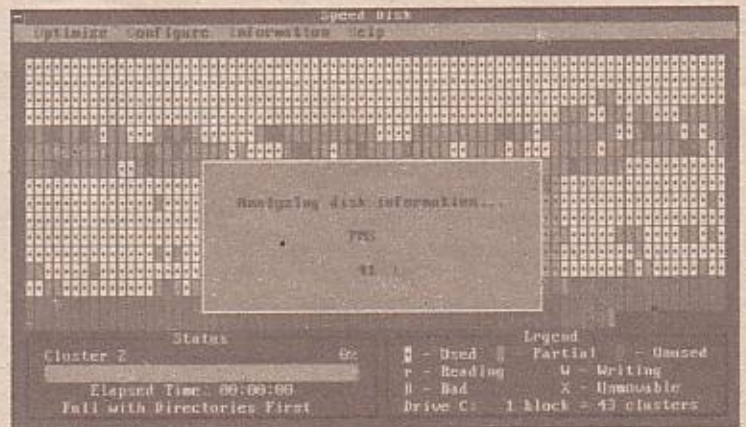 Speed Disk
Optimize Configure Information Help
Analyzing disk information...
Status
Cluster 2 0%
Elapsed Time: 00:00:00
Full with Directories First
Legend
- Used Partial - Unused
r - Reading W - Writing
B - Bad X - Unmovable
Drive C: 1 block = 43 clusters